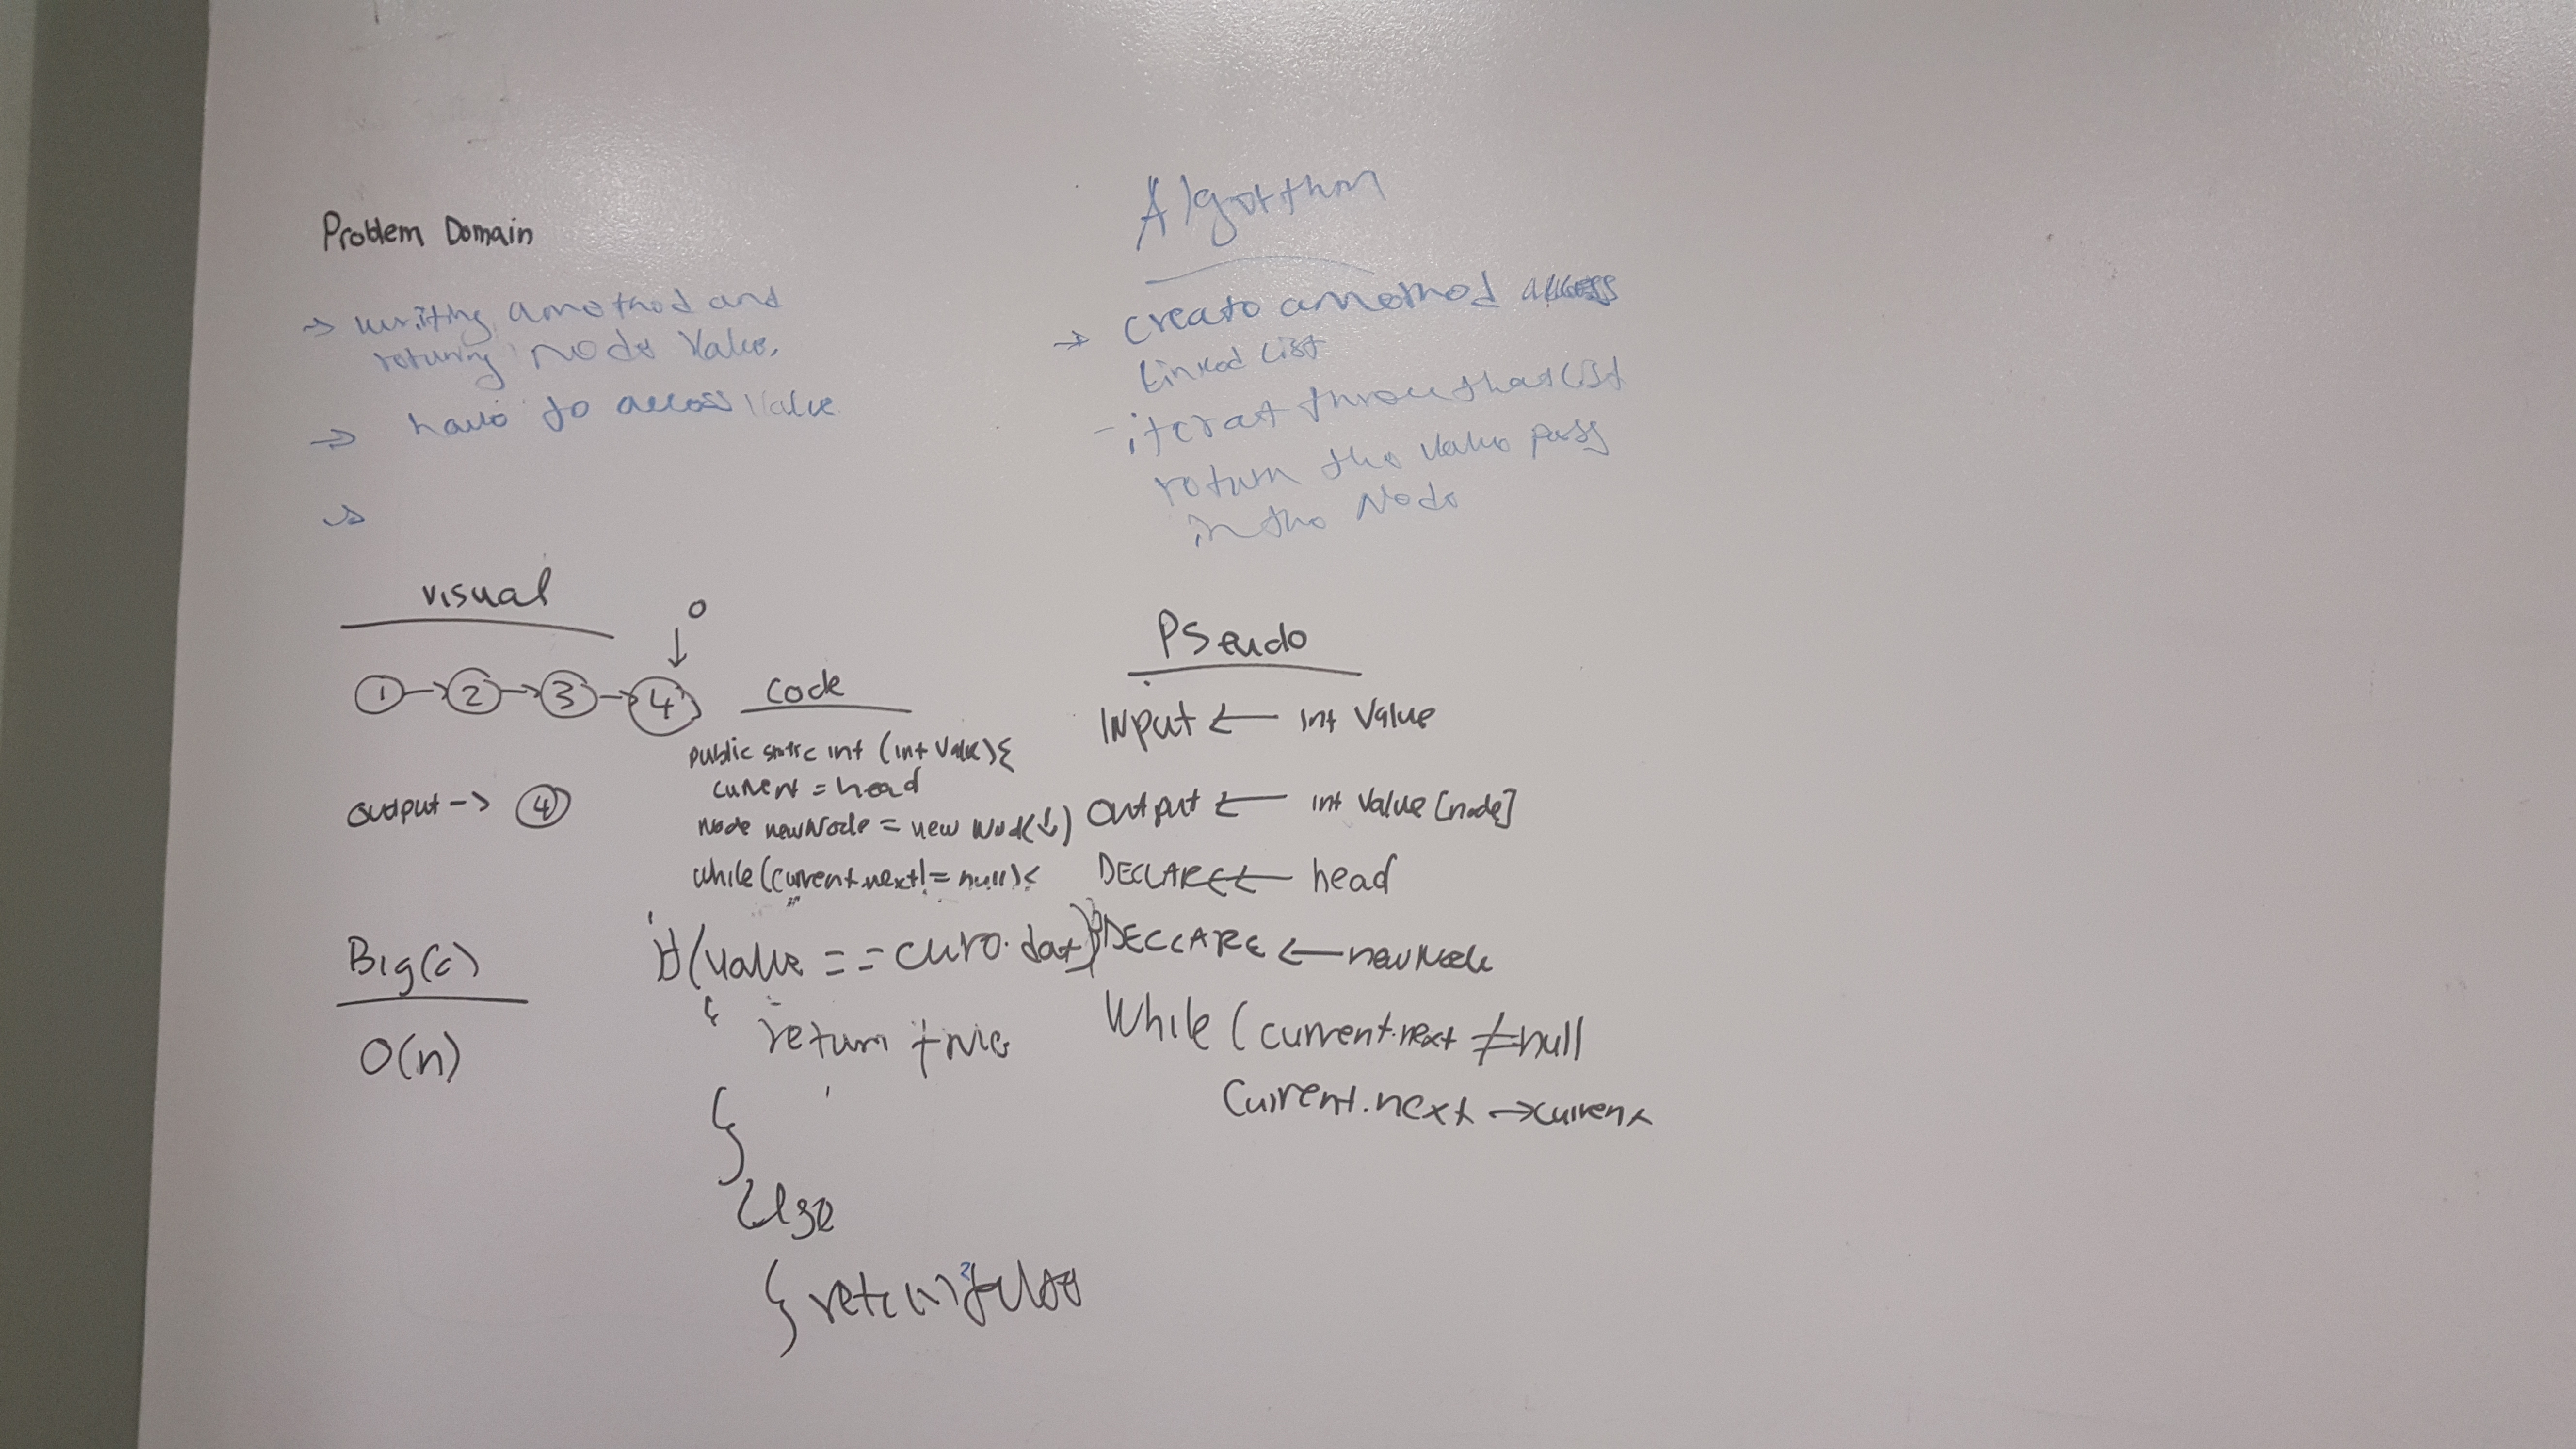 Problem Domain
→ writing a method and
returning node Value.
→ have to access Value
→
Algorithm
→ create a method access
Linked List
- iterat throu that List
return the value pass
in the Node
visual
0
↓
1 → 2 → 3 → 4
output -> 4
Big(o)
O(n)
code
public static int (int Value){
current = head
Node newNode = new Node(↓)
while(current.next != null){
if(value == curro.dat)
{ return true
}
else
{ return false
PSeudo
INput ← int Value
Output ← int Value [node]
DECLARE ← head
DECLARE ← newNode
While (current.next ≠ null
Current.next → current